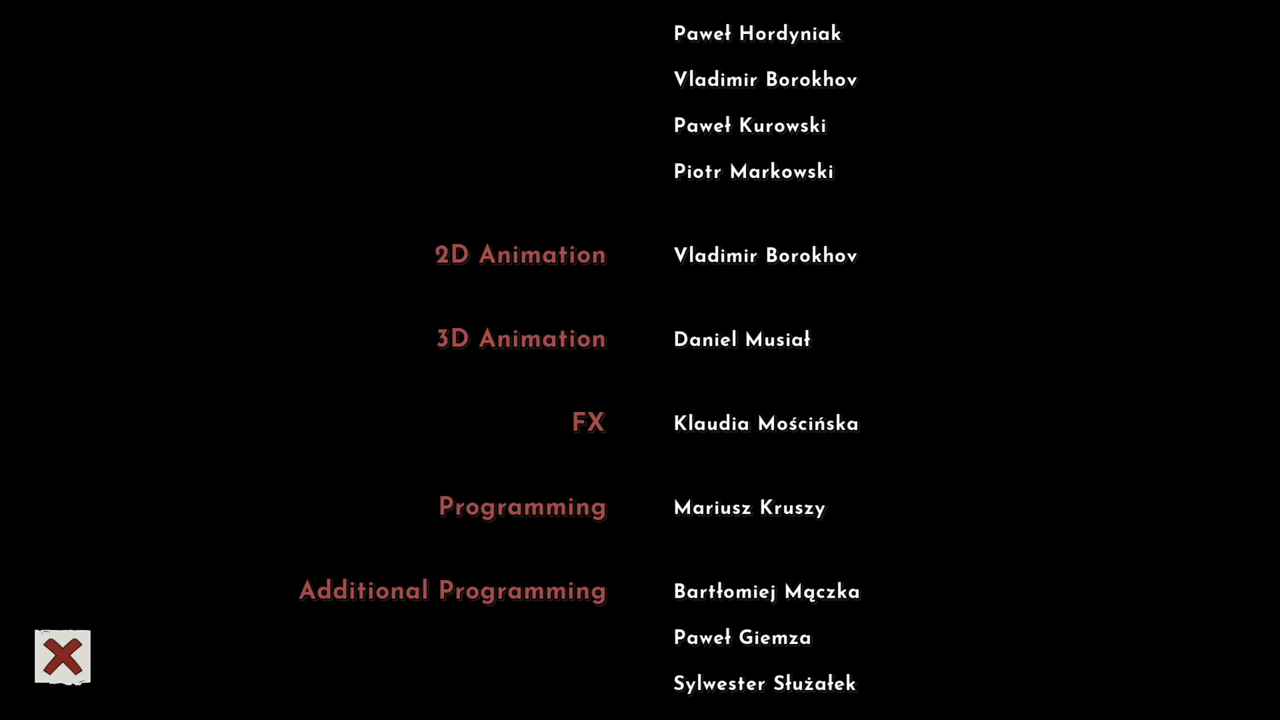 Paweł Hordyniak
Vladimir Borokhov
Paweł Kurowski
Piotr Markowski
2D Animation Vladimir Borokhov
3D Animation Daniel Musiał
FX Klaudia Mościńska
Programming Mariusz Kruszy
Additional Programming Bartłomiej Mączka
Paweł Giemza
Sylwester Służałek